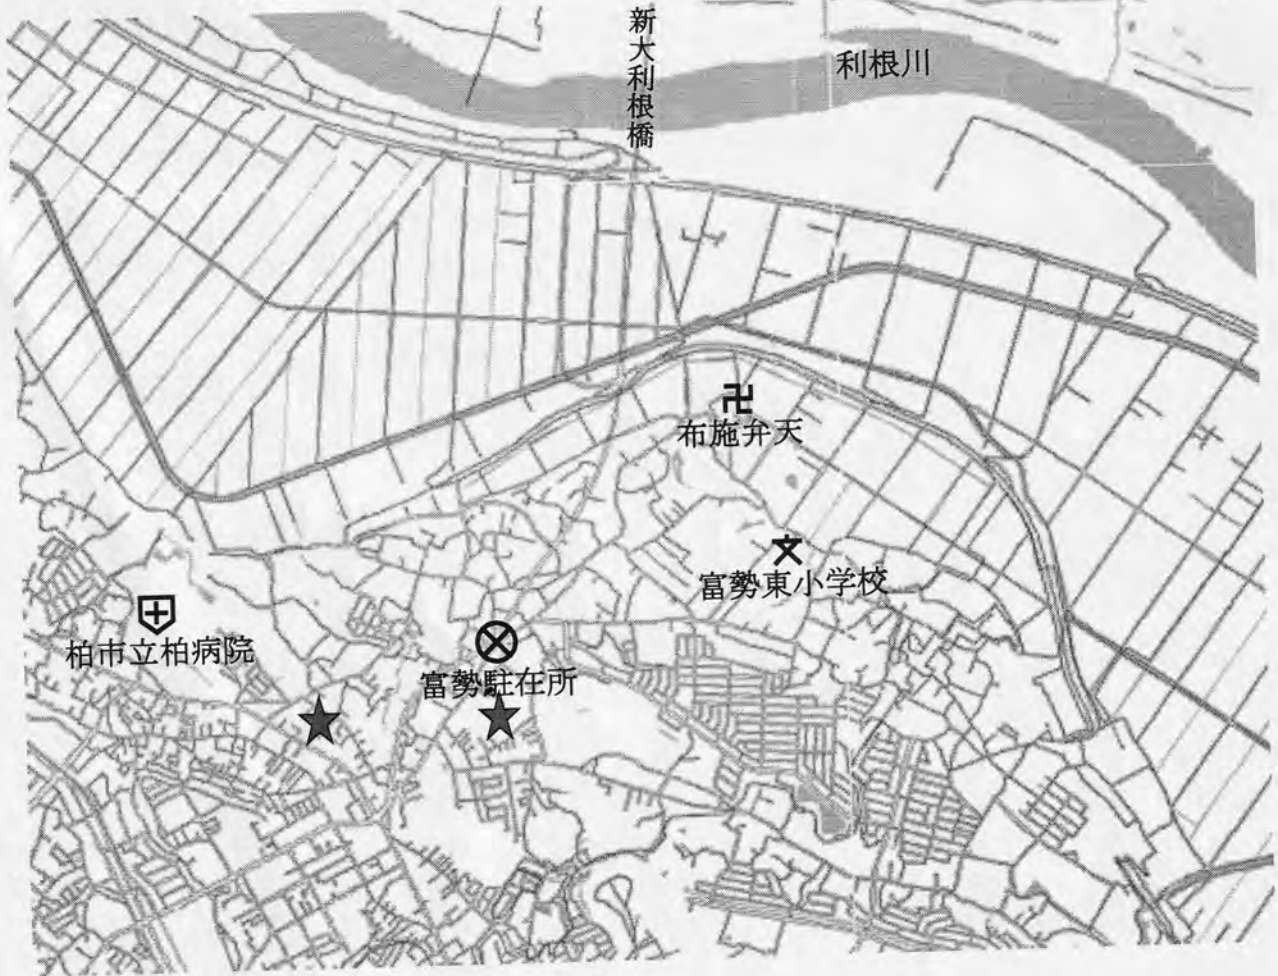 新大利根橋
利根川
布施弁天
富勢東小学校
柏市立柏病院
富勢駐在所